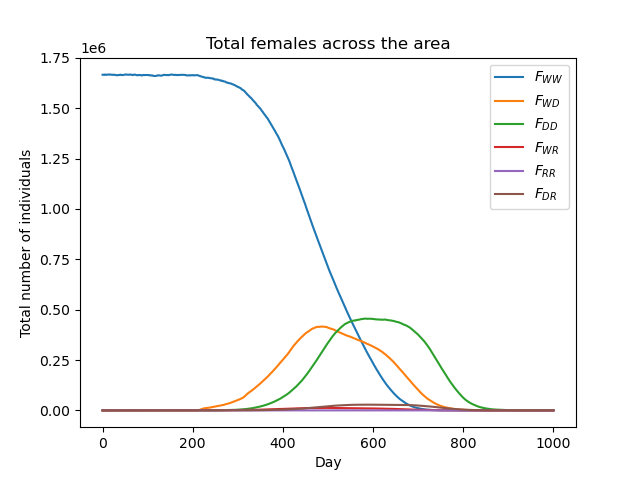 Total females across the area
1e6
1.75
1.50
1.25
1.00
0.75
0.50
0.25
0.00
Total number of individuals
0
200
400
600
800
1000
Day
F_WW
F_WD
F_DD
F_WR
F_RR
F_DR